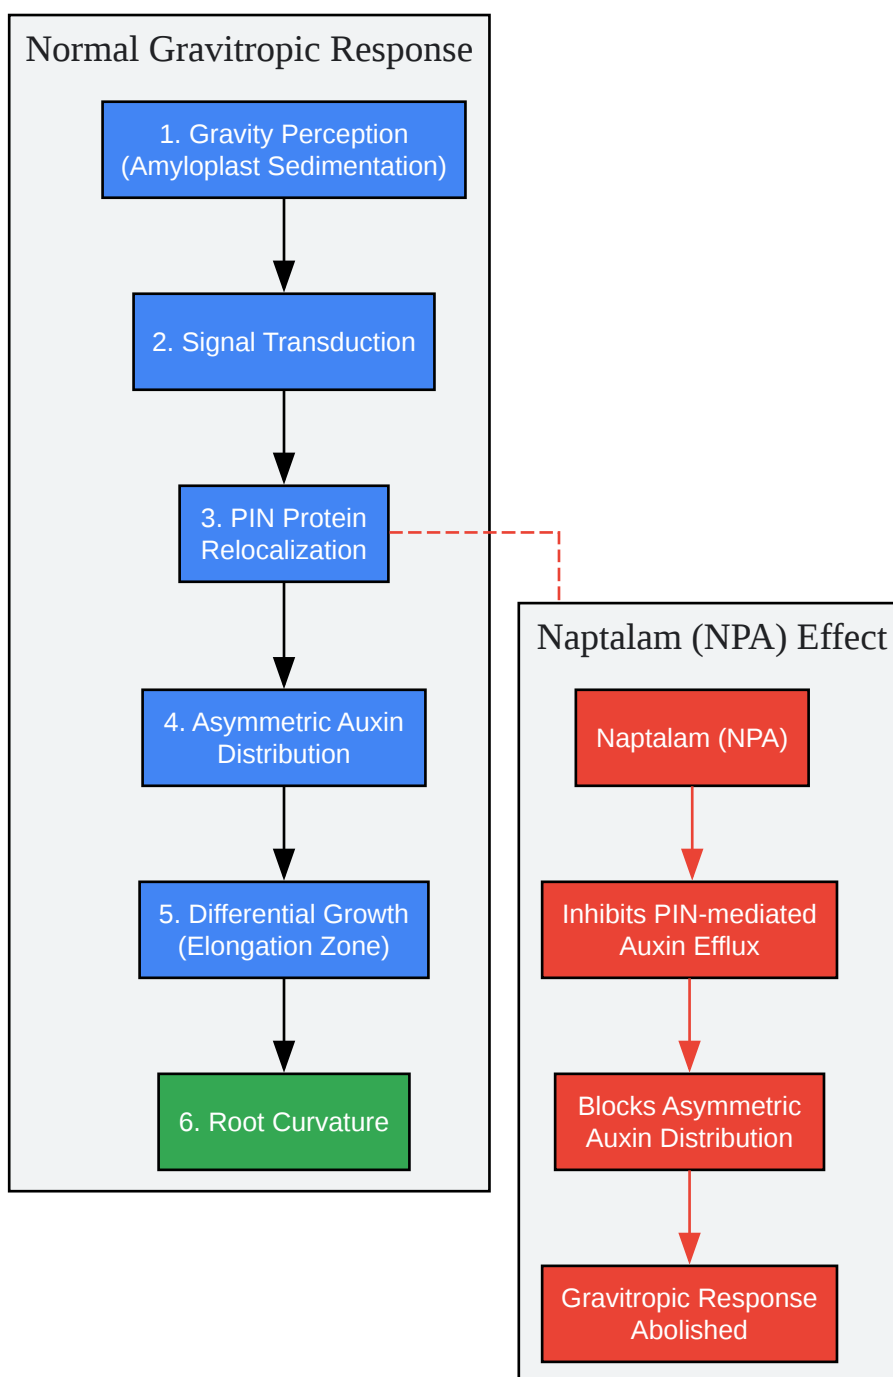 Normal Gravitropic Response
1. Gravity Perception
(Amyloplast Sedimentation)
2. Signal Transduction
3. PIN Protein
Relocalization
4. Asymmetric Auxin
Distribution
5. Differential Growth
(Elongation Zone)
6. Root Curvature
Naptalam (NPA) Effect
Naptalam (NPA)
Inhibits PIN-mediated
Auxin Efflux
Blocks Asymmetric
Auxin Distribution
Gravitropic Response
Abolished